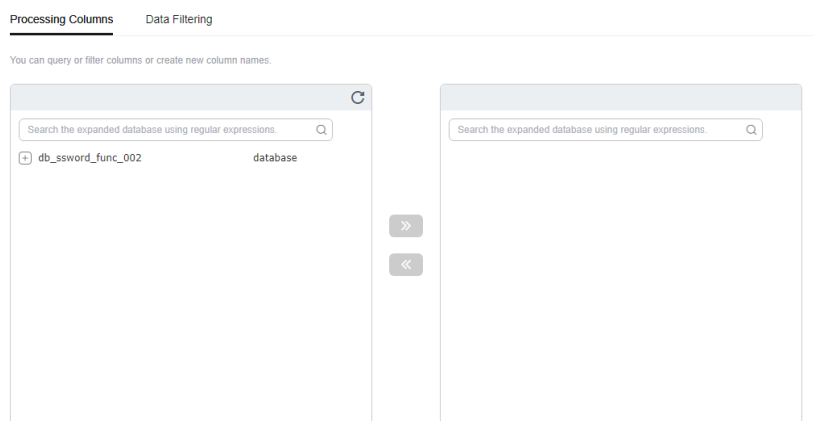 Processing Columns Data Filtering
You can query or filter columns or create new column names.
Search the expanded database using regular expressions.
db_ssword_func_002 database
Search the expanded database using regular expressions.